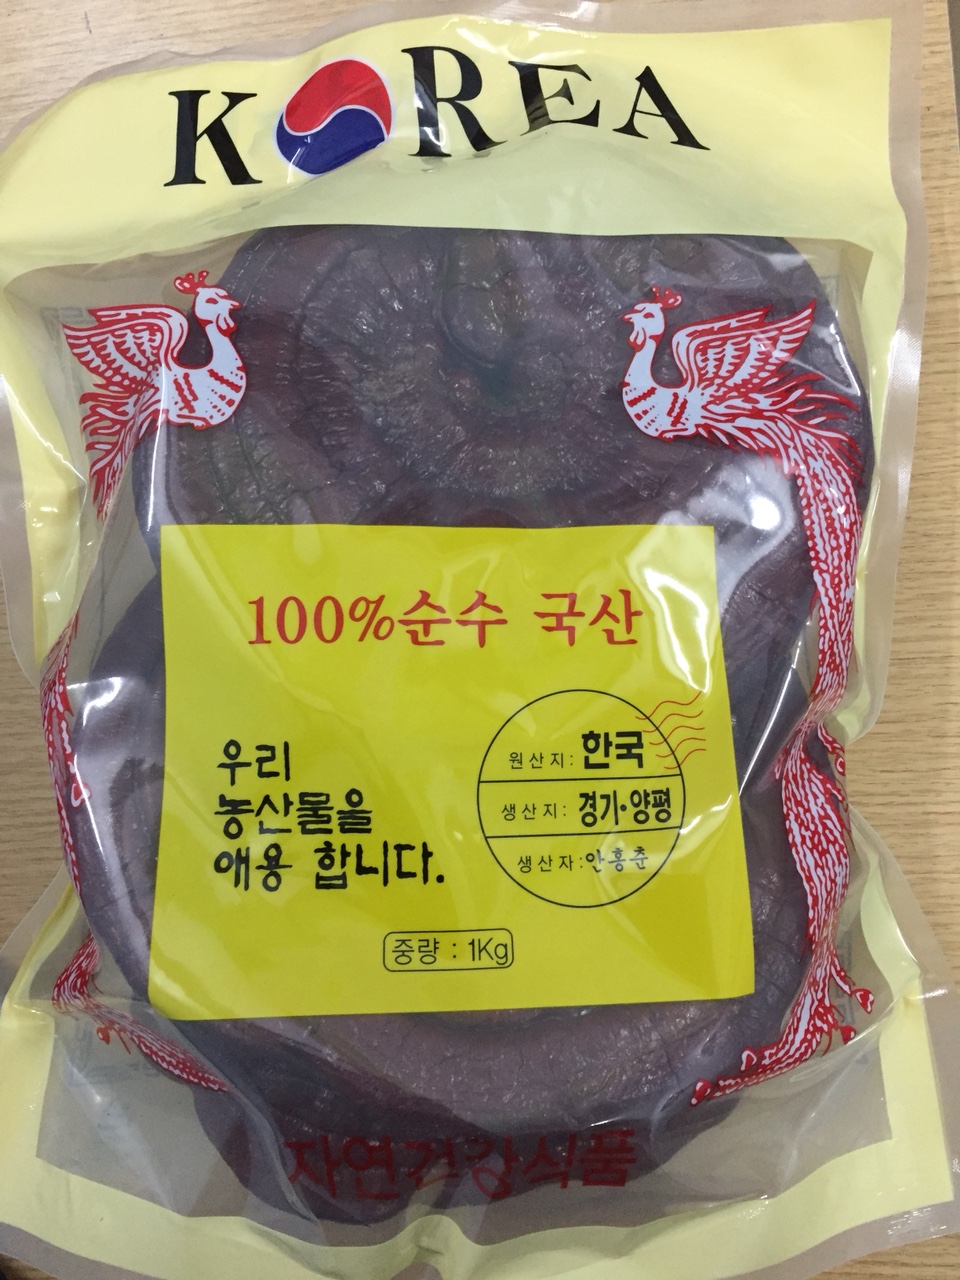 KOREA
100%순수 국산
우리
농산물을
애용 합니다.
원산지: 한국
생산지: 경기·양평
생산자:안홍춘
중량 : 1Kg
자연건강식품